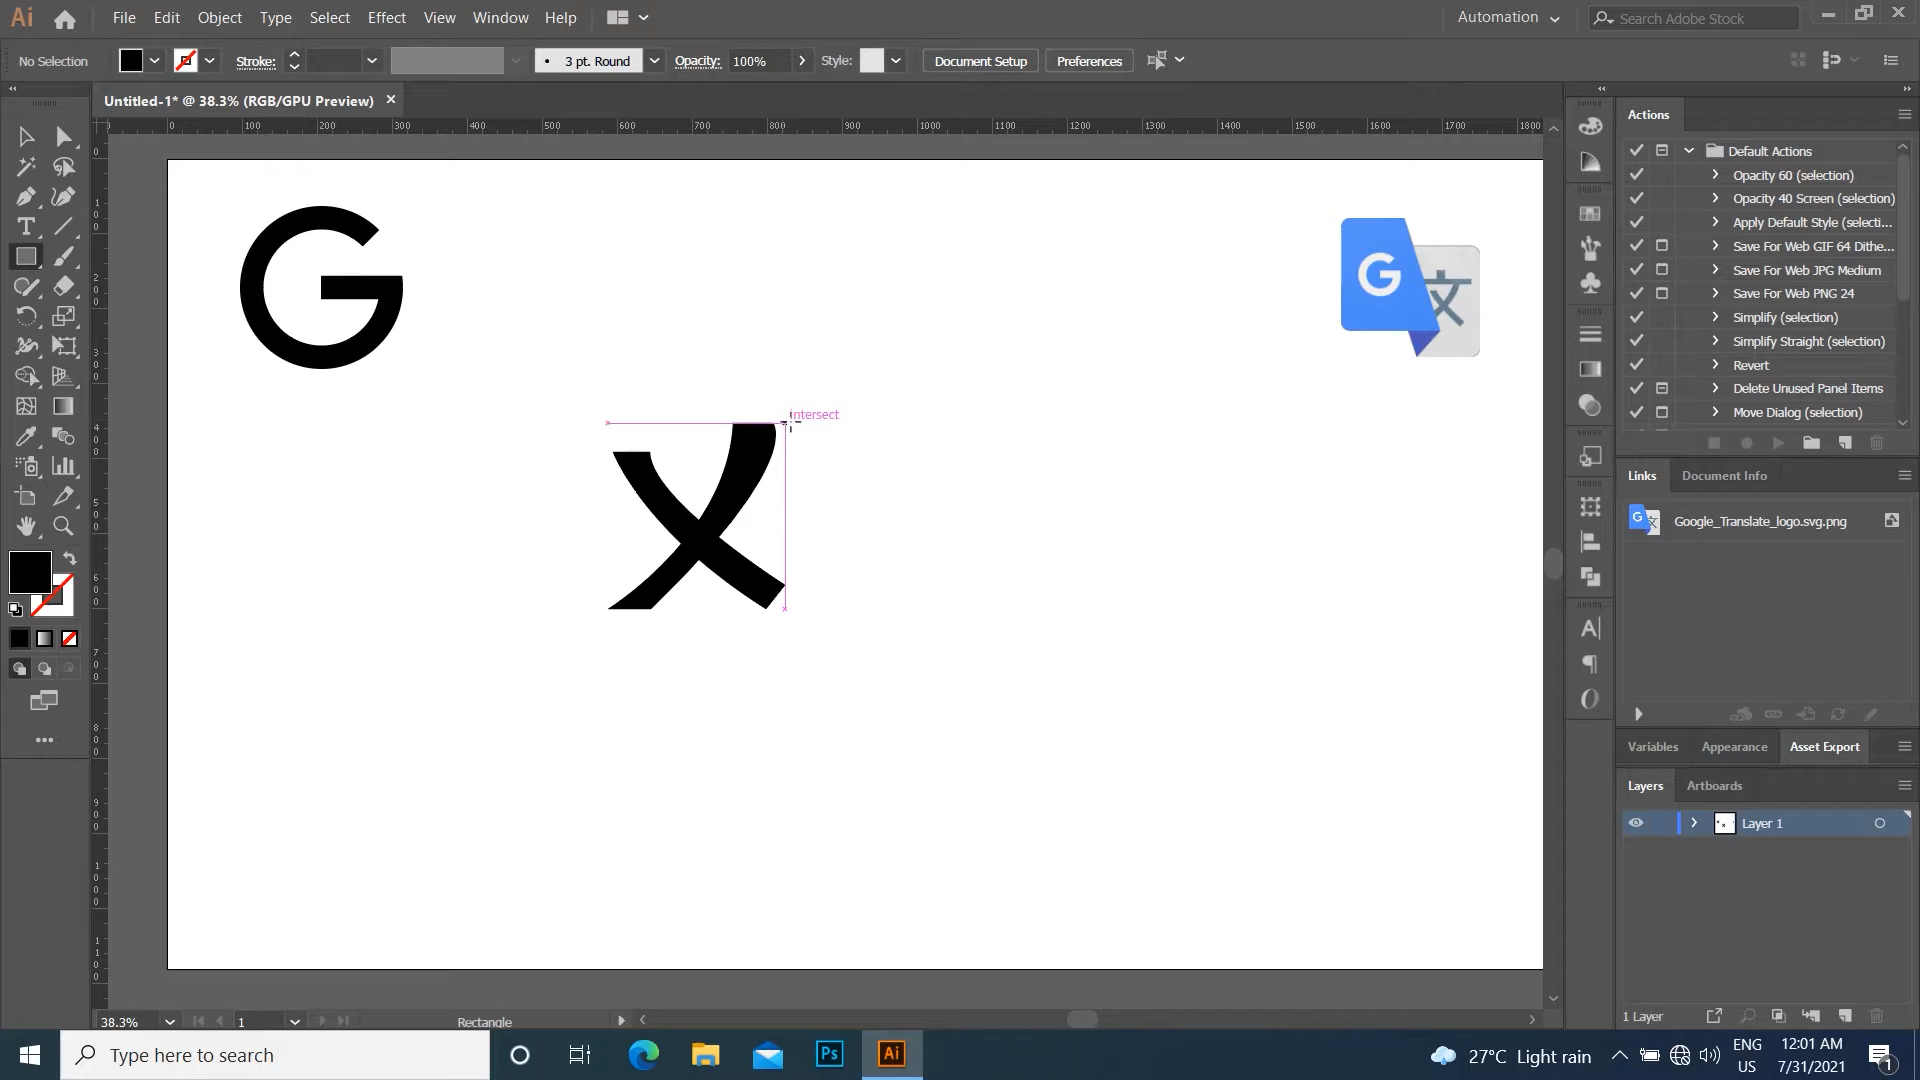 Ai File Edit Object Type Select Effect View Window Help Automation Search Adobe Stock
No Selection Stroke: 3 pt. Round Opacity: 100% Style: Document Setup Preferences
Untitled-1* @ 38.3% (RGB/GPU Preview)
0 100 200 300 400 500 600 700 800 900 1000 1100 1200 1300 1400 1500 1600 1700 1800
G
G 文
intersect
Actions
Default Actions
Opacity 60 (selection)
Opacity 40 Screen (selection)
Apply Default Style (selecti...
Save For Web GIF 64 Dithe...
Save For Web JPG Medium
Save For Web PNG 24
Simplify (selection)
Simplify Straight (selection)
Revert
Delete Unused Panel Items
Move Dialog (selection)
Links Document Info
Google_Translate_logo.svg.png
Variables Appearance Asset Export
Layers Artboards
Layer 1
1 Layer
38.3% 1 Rectangle
Type here to search
Ps Ai
27°C Light rain
ENG
US
12:01 AM
7/31/2021
1